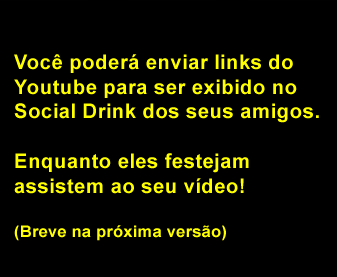 Você poderá enviar links do
Youtube para ser exibido no
Social Drink dos seus amigos.
Enquanto eles festejam
assistem ao seu vídeo!
(Breve na próxima versão)